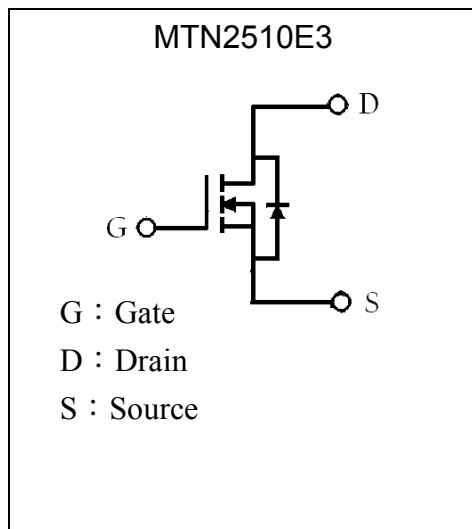 MTN2510E3
D
G
S
G：Gate
D：Drain
S：Source